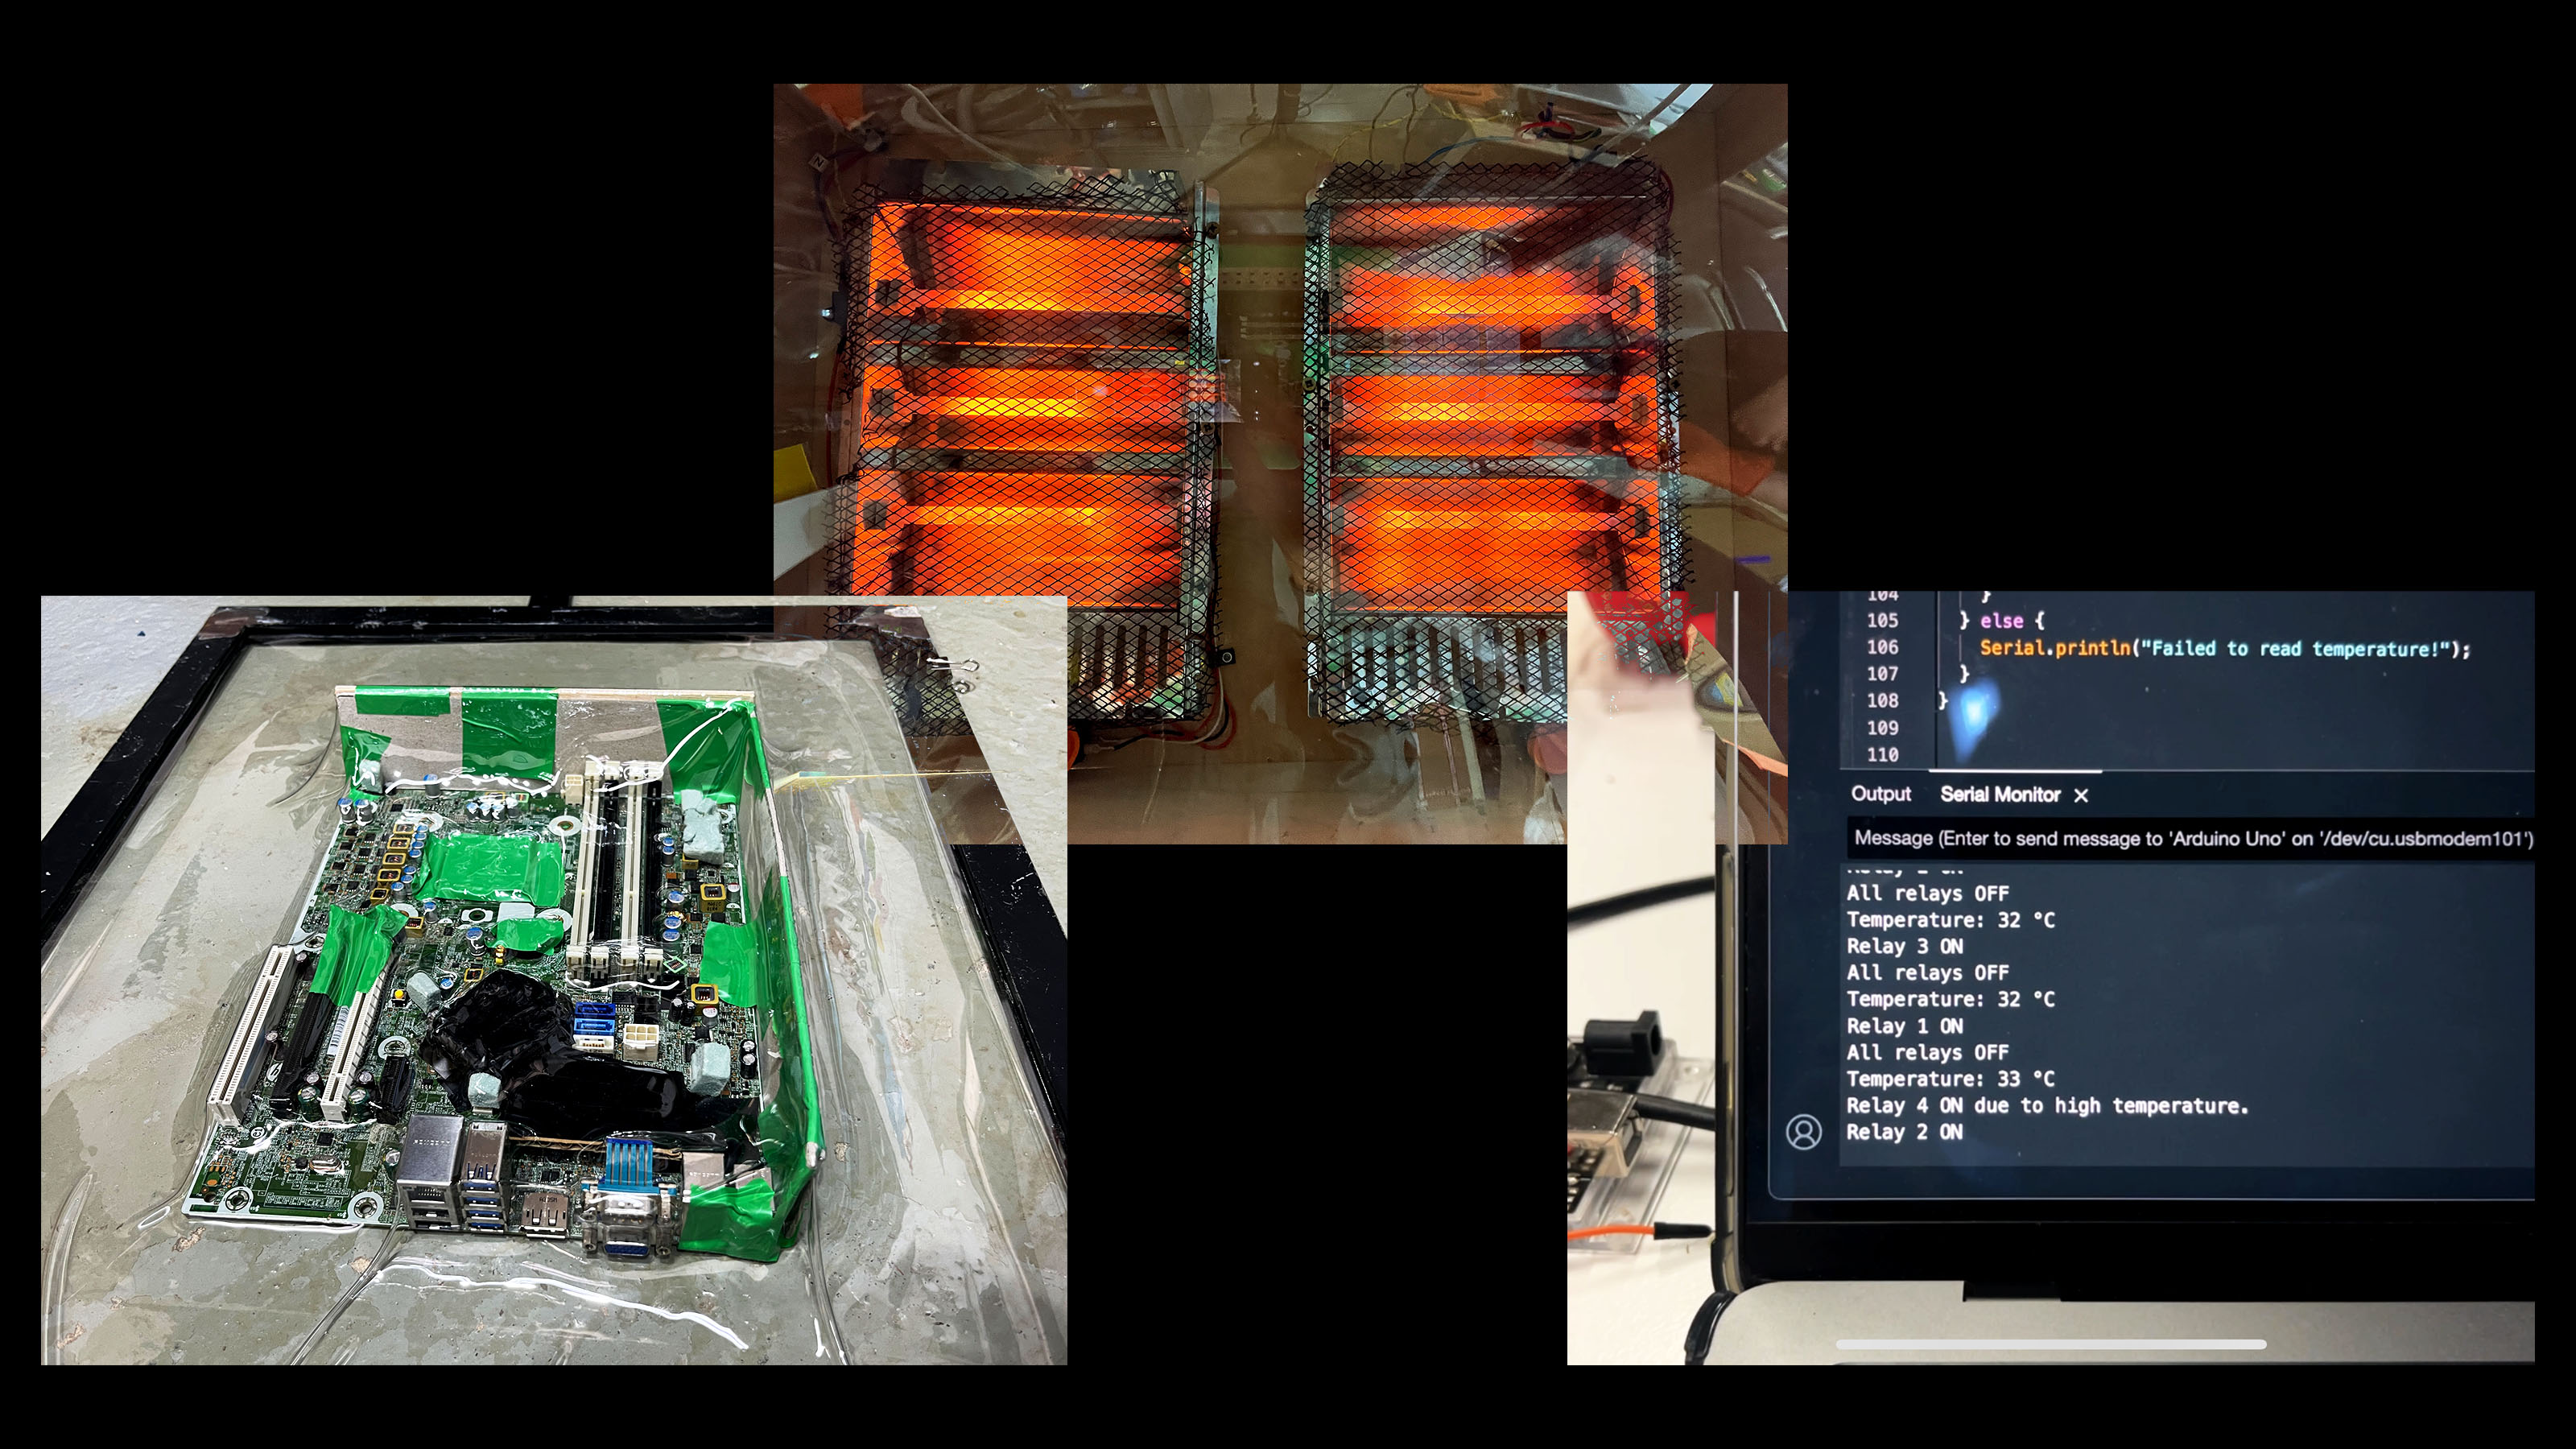 N
104 }
105 } else {
106 Serial.println("Failed to read temperature!");
107 }
108 }
109
110
Output Serial Monitor ×
Message (Enter to send message to 'Arduino Uno' on '/dev/cu.usbmodem101')
All relays OFF
Temperature: 32 °C
Relay 3 ON
All relays OFF
Temperature: 32 °C
Relay 1 ON
All relays OFF
Temperature: 33 °C
Relay 4 ON due to high temperature.
Relay 2 ON